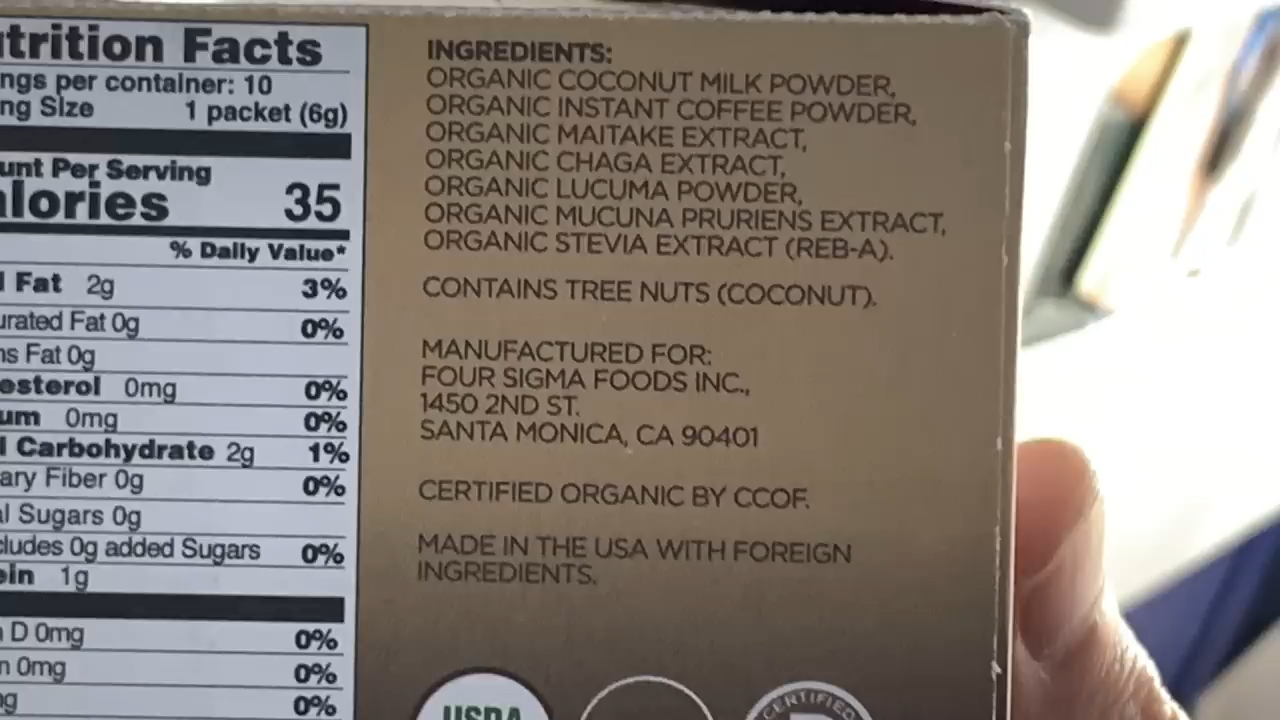 trition Facts
ngs per container: 10
ng Size 1 packet (6g)
unt Per Serving
alories 35
% Daily Value*
l Fat 2g 3%
urated Fat 0g 0%
ns Fat 0g
esterol 0mg 0%
um 0mg 0%
l Carbohydrate 2g 1%
ary Fiber 0g 0%
al Sugars 0g
cludes 0g added Sugars 0%
ein 1g
D 0mg 0%
n 0mg 0%
0%
INGREDIENTS:
ORGANIC COCONUT MILK POWDER,
ORGANIC INSTANT COFFEE POWDER,
ORGANIC MAITAKE EXTRACT,
ORGANIC CHAGA EXTRACT,
ORGANIC LUCUMA POWDER,
ORGANIC MUCUNA PRURIENS EXTRACT,
ORGANIC STEVIA EXTRACT (REB-A).
CONTAINS TREE NUTS (COCONUT).
MANUFACTURED FOR:
FOUR SIGMA FOODS INC.,
1450 2ND ST.
SANTA MONICA, CA 90401
CERTIFIED ORGANIC BY CCOF.
MADE IN THE USA WITH FOREIGN
INGREDIENTS.
USDA
CERTIFIED